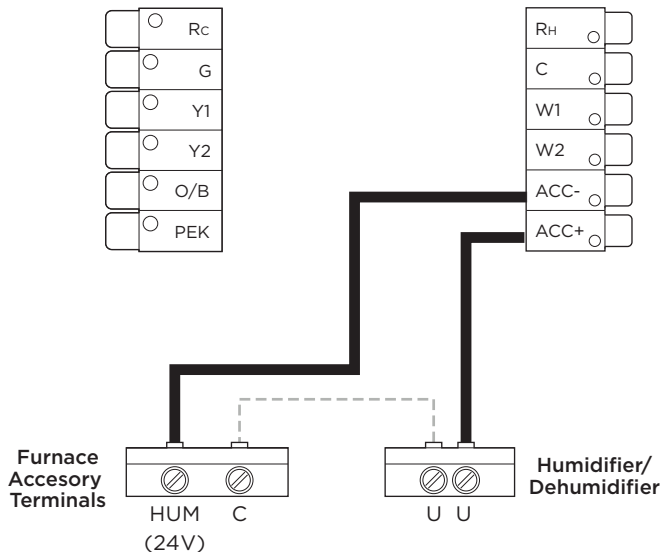 Rc
G
Y1
Y2
O/B
PEK
RH
C
W1
W2
ACC-
ACC+
Furnace
Accesory
Terminals
HUM
(24V)
C
U U
Humidifier/
Dehumidifier